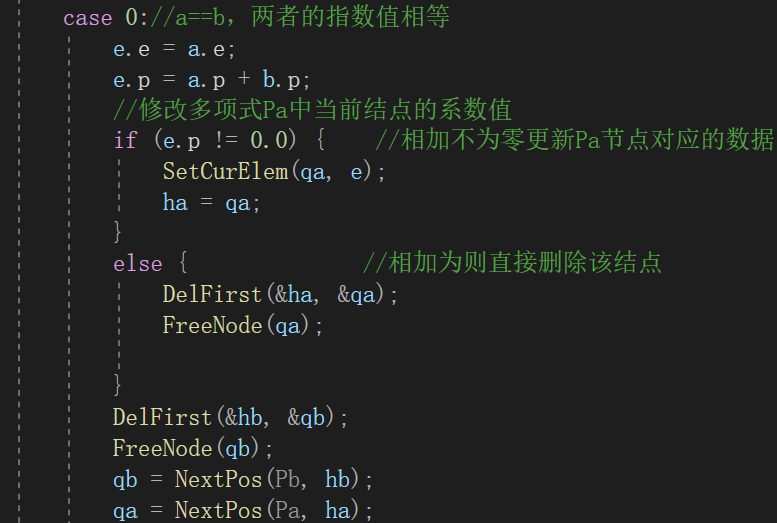 case 0://a==b，两者的指数值相等
e.e = a.e;
e.p = a.p + b.p;
//修改多项式Pa中当前结点的系数值
if (e.p != 0.0) {    //相加不为零更新Pa节点对应的数据
SetCurElem(qa, e);
ha = qa;
}
else {              //相加为则直接删除该结点
DelFirst(&ha, &qa);
FreeNode(qa);
}
DelFirst(&hb, &qb);
FreeNode(qb);
qb = NextPos(Pb, hb);
qa = NextPos(Pa, ha);